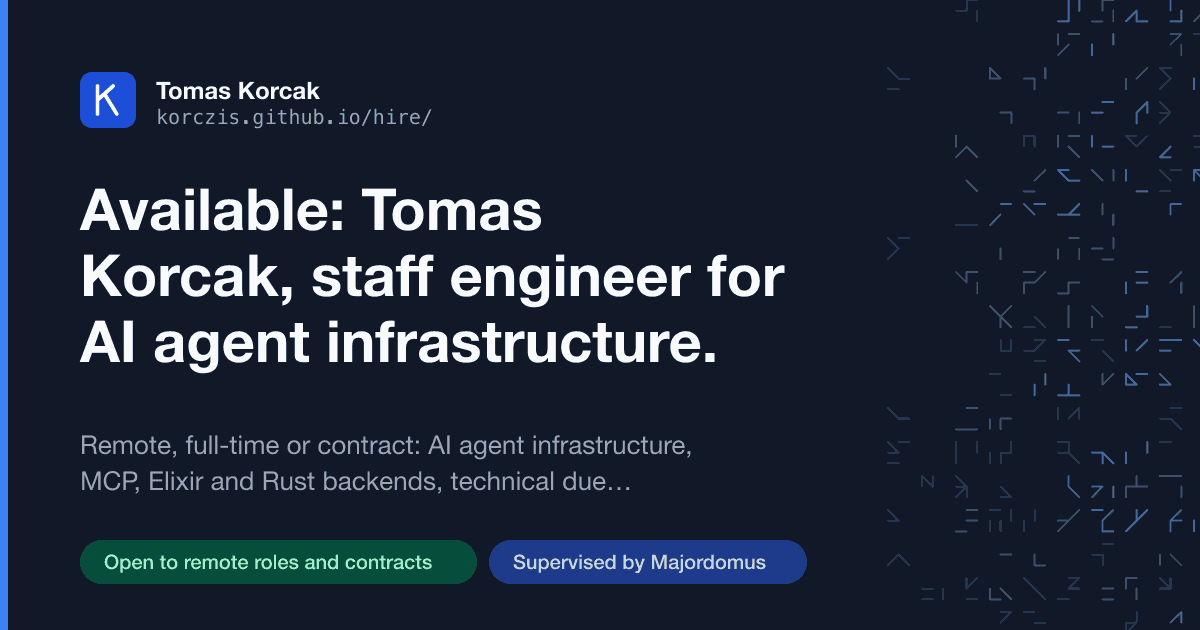 K
Tomas Korcak
korczis.github.io/hire/
Available: Tomas
Korcak, staff engineer for
AI agent infrastructure.
Remote, full-time or contract: AI agent infrastructure,
MCP, Elixir and Rust backends, technical due…
Open to remote roles and contracts
Supervised by Majordomus